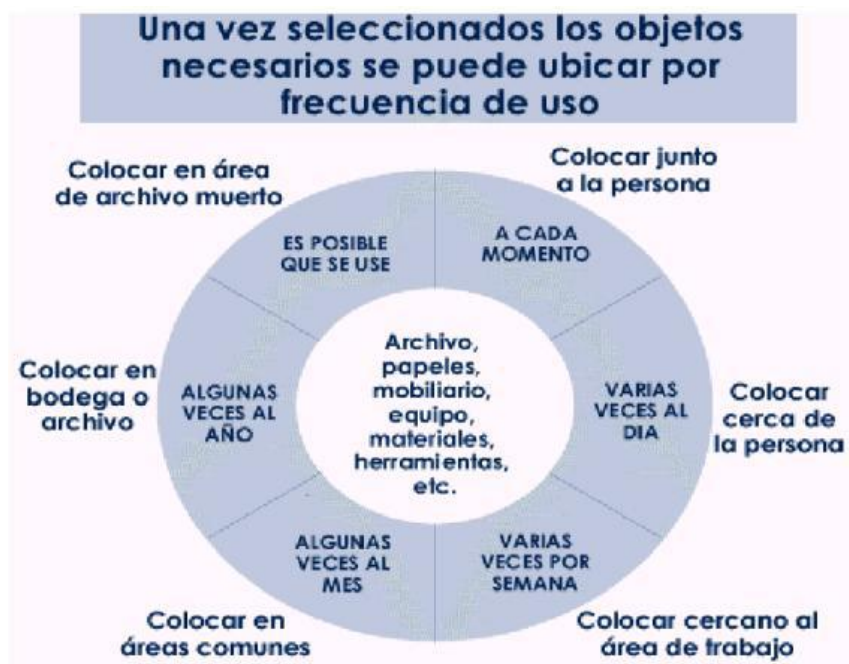 Una vez seleccionados los objetos
necesarios se puede ubicar por
frecuencia de uso
Colocar junto
a la persona
A CADA
MOMENTO
Colocar
cerca de
la persona
VARIAS
VECES AL
DIA
Colocar cercano al
área de trabajo
VARIAS
VECES POR
SEMANA
Colocar en
áreas comunes
ALGUNAS
VECES AL
MES
Colocar en
bodega o
archivo
ALGUNAS
VECES AL
AÑO
Colocar en área
de archivo muerto
ES POSIBLE
QUE SE USE
Archivo,
papeles,
mobiliario,
equipo,
materiales,
herramientas,
etc.